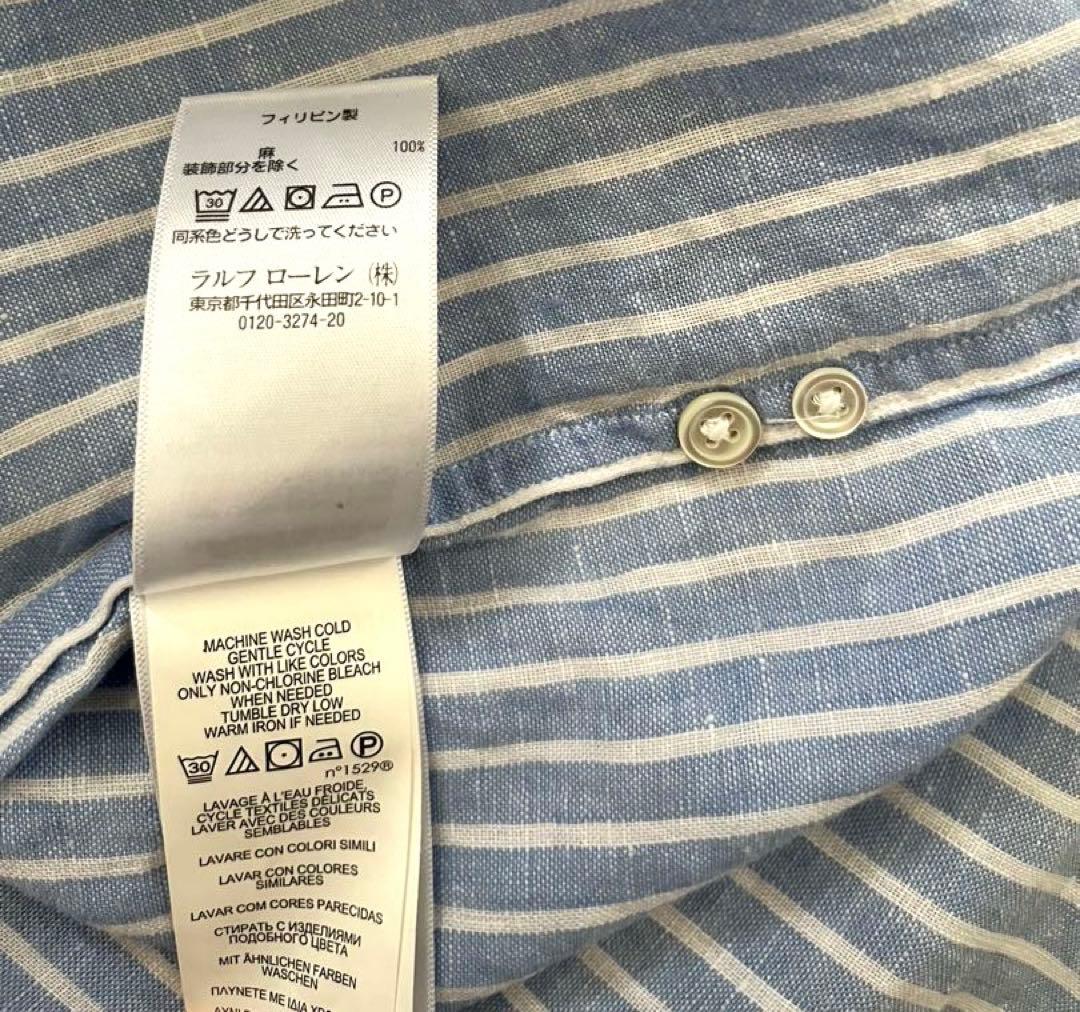 フィリピン製
麻 100%
装飾部分を除く
30 P
同系色どうしで洗ってください
ラルフ ローレン (株)
東京都千代田区永田町2-10-1
0120-3274-20
MACHINE WASH COLD
GENTLE CYCLE
WASH WITH LIKE COLORS
ONLY NON-CHLORINE BLEACH
WHEN NEEDED
TUMBLE DRY LOW
WARM IRON IF NEEDED
30 P
n°1529®
LAVAGE À L'EAU FROIDE,
CYCLE TEXTILES DÉLICATS
LAVER AVEC DES COULEURS
SEMBLABLES
LAVARE CON COLORI SIMILI
LAVAR CON COLORES
SIMILARES
LAVAR COM CORES PARECIDAS
СТИРАТЬ С ИЗДЕЛИЯМИ
ПОДОБНОГО ЦВЕТА
MIT ÄHNLICHEN FARBEN
WASCHEN
ΠΛΥΝΕΤΕ ΜΕ ΙΔΙΑ